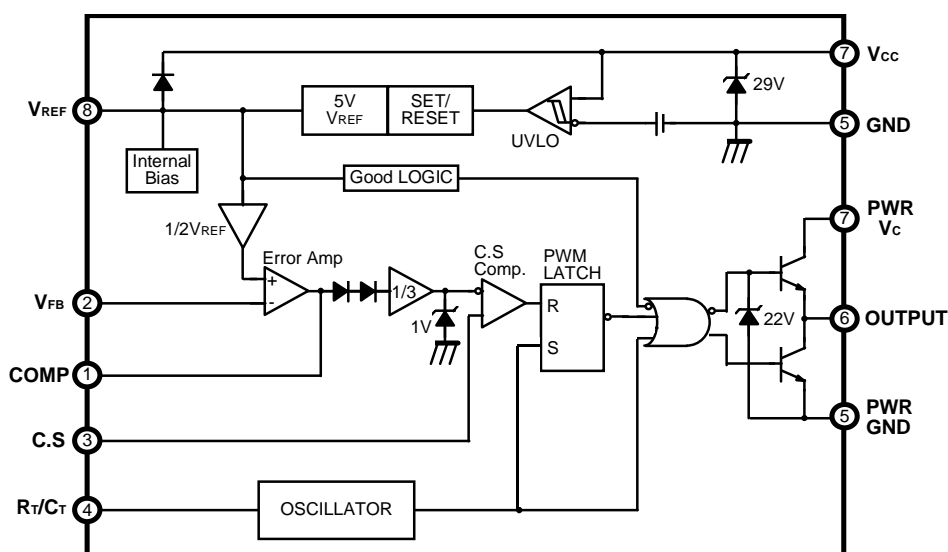 7 VCC
29V
VREF 8
5V
VREF
SET/
RESET
UVLO
5 GND
Internal
Bias
Good LOGIC
1/2VREF
7 PWR
VC
Error Amp
C.S
Comp.
PWM
LATCH
+
-
1/3
VFB 2
1V
R
S
22V
6 OUTPUT
COMP 1
5 PWR
GND
C.S 3
RT/CT 4
OSCILLATOR